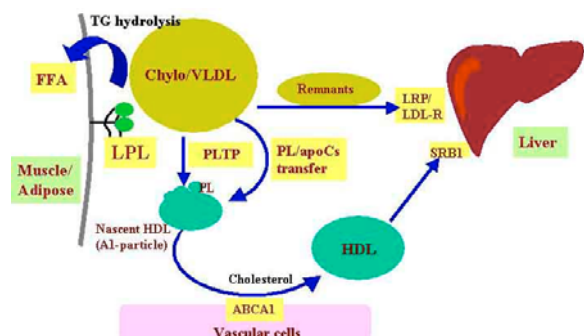 TG hydrolysis
FFA
Chylo/VLDL
Remnants
LRP/
LDL-R
LPL
PLTP
PL/apoCs
transfer
SRB1
Liver
Muscle/
Adipose
PL
Nascent HDL
(A1-particle)
HDL
Cholesterol
ABCA1
Vascular cells